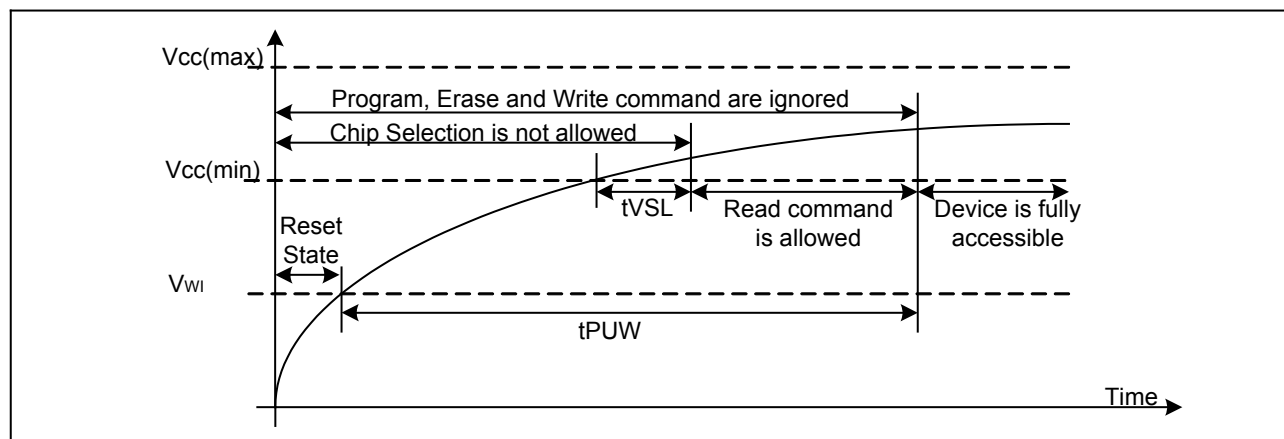 Vcc(max)
Program, Erase and Write command are ignored
Chip Selection is not allowed
Vcc(min)
tVSL
Read command
is allowed
Device is fully
accessible
Reset
State
VWI
tPUW
Time